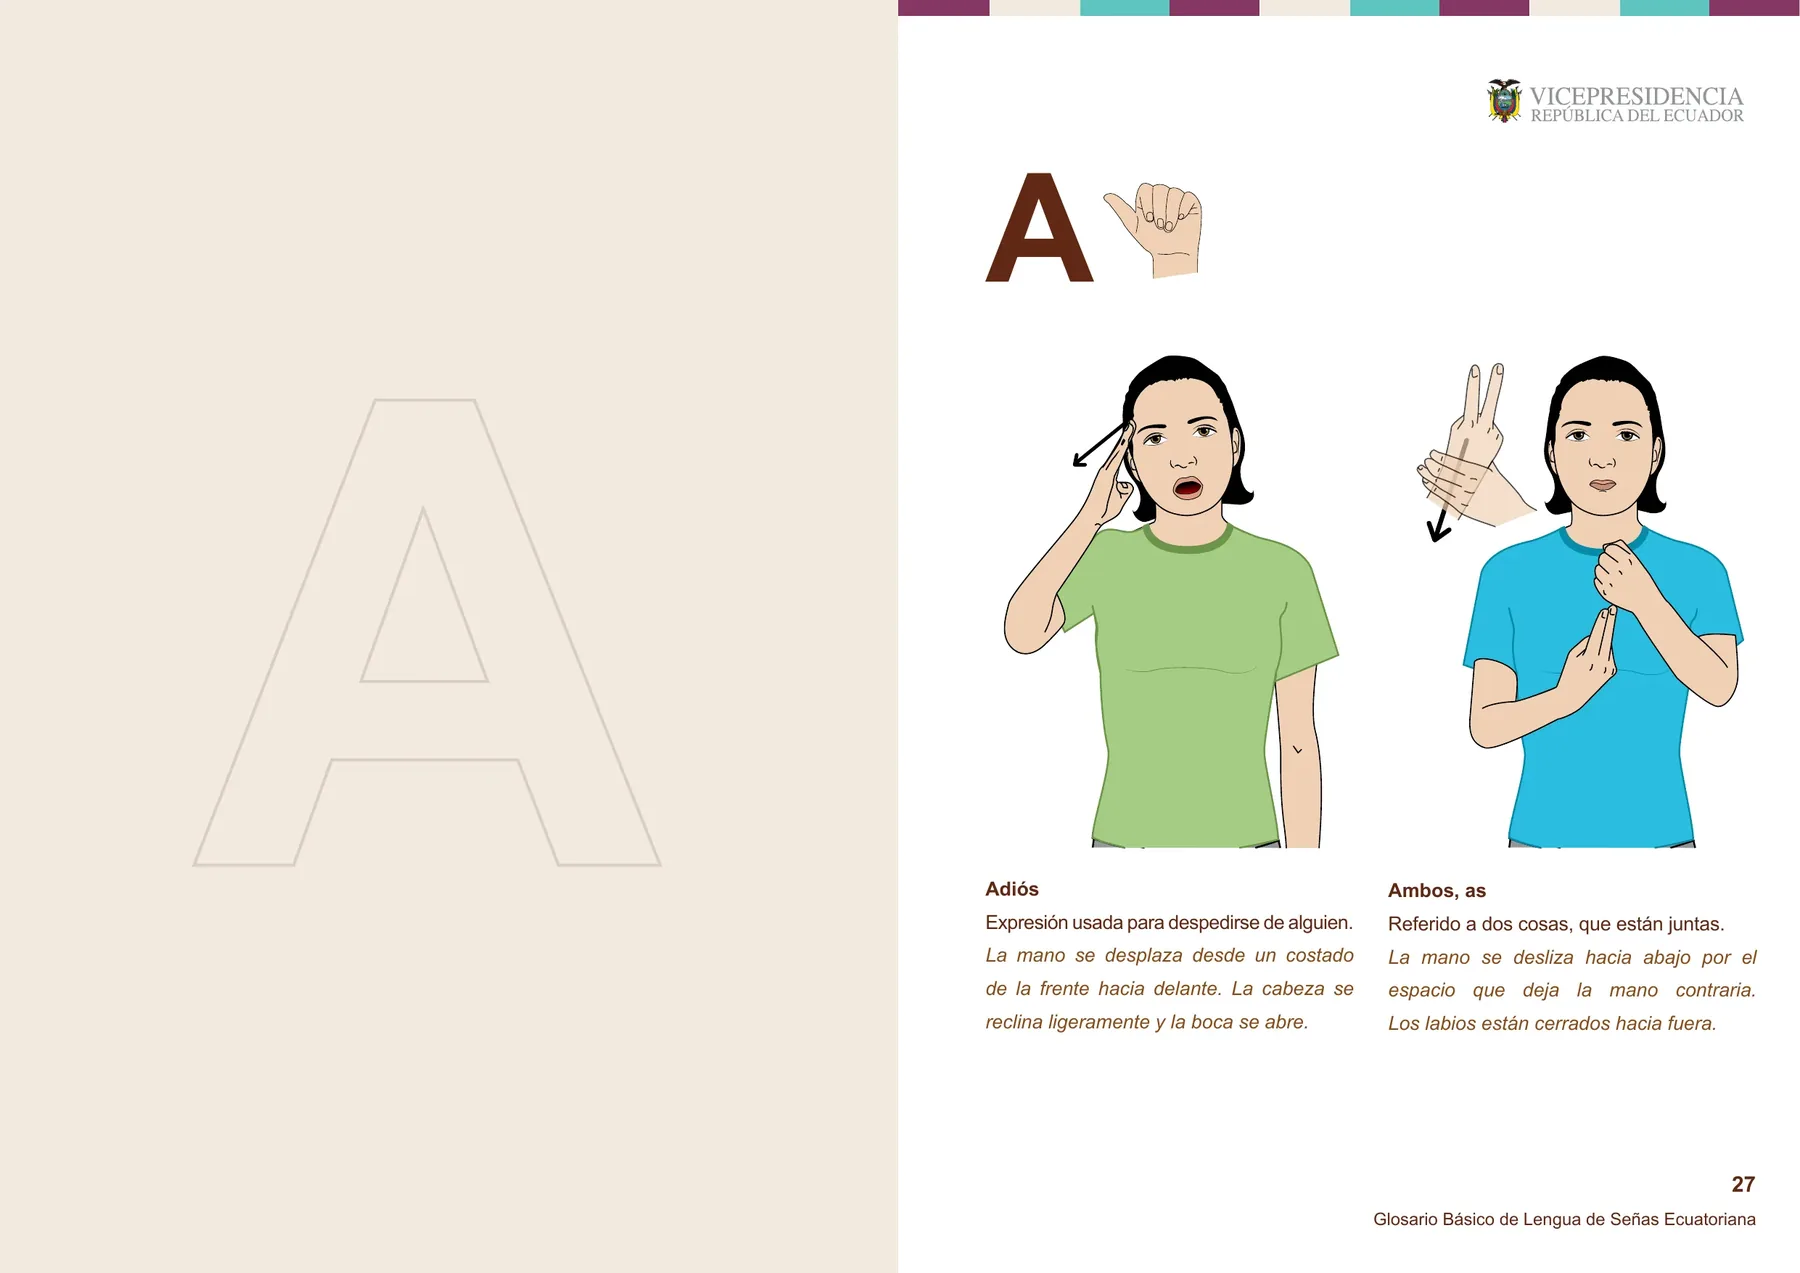 A
VICEPRESIDENCIA
REPÚBLICA DEL ECUADOR
A
Adiós
Expresión usada para despedirse de alguien.
La mano se desplaza desde un costado
de la frente hacia delante. La cabeza se
reclina ligeramente y la boca se abre.
Ambos, as
Referido a dos cosas, que están juntas.
La mano se desliza hacia abajo por el
espacio que deja la mano contraria.
Los labios están cerrados hacia fuera.
27
Glosario Básico de Lengua de Señas Ecuatoriana